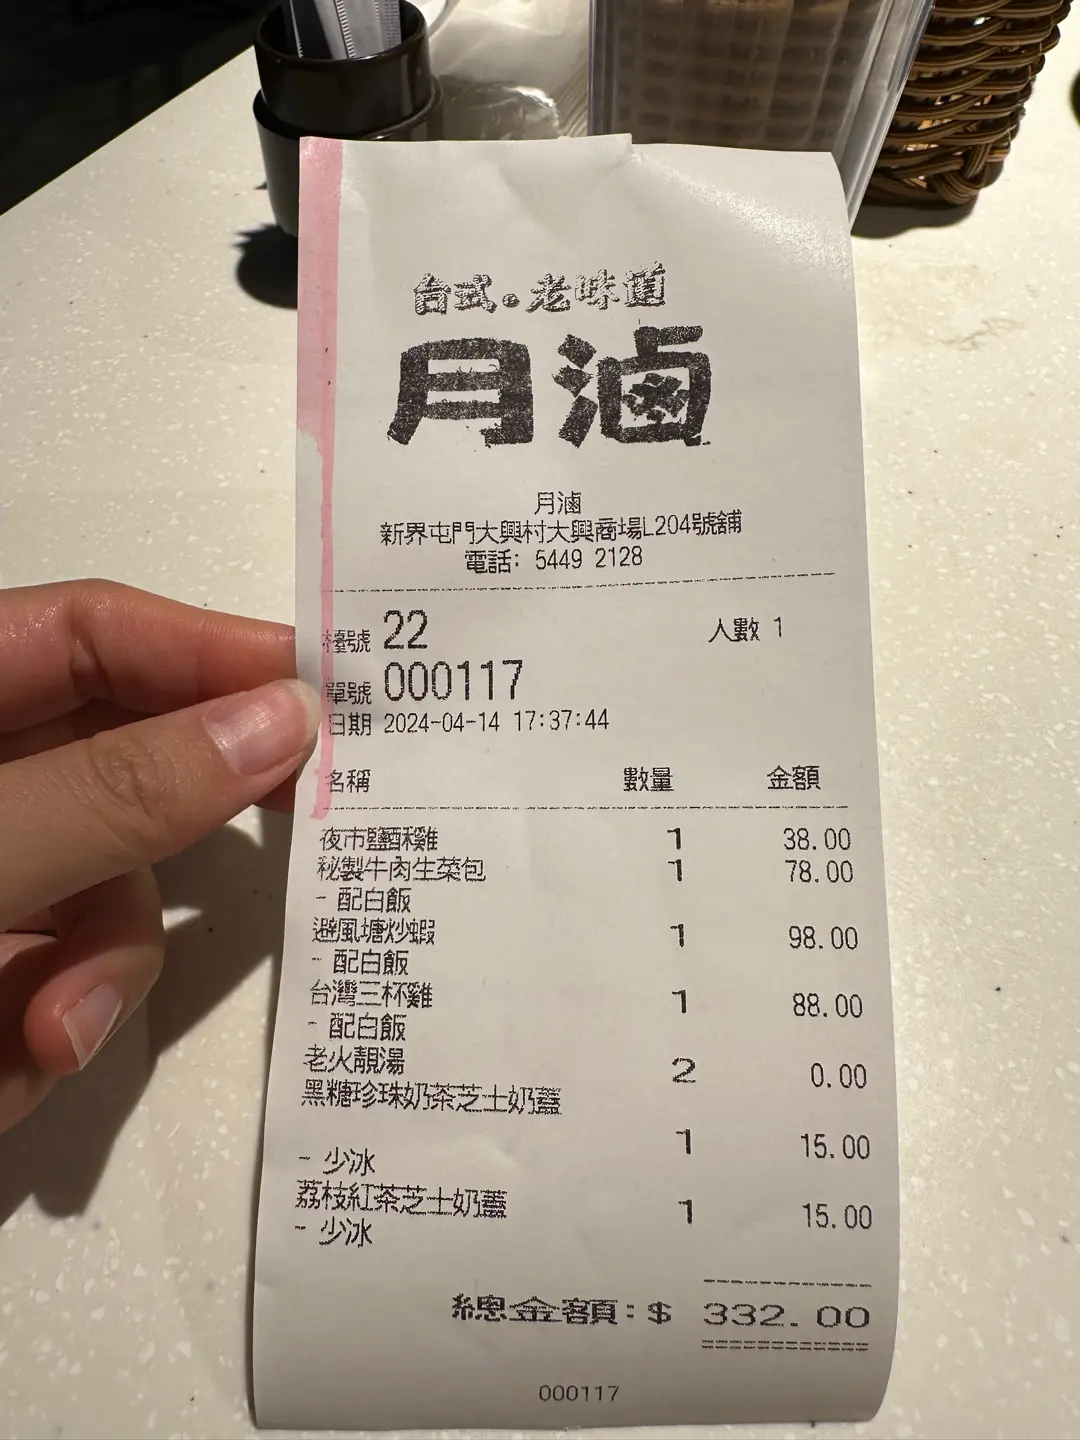 台式。老味道
月滷
月滷
新界屯門大興村大興商場L204號舖
電話: 5449 2128
檯號 22 人數 1
單號 000117
日期 2024-04-14 17:37:44
名稱 數量 金額
夜市鹽酥雞 1 38.00
秘製牛肉生菜包 1 78.00
- 配白飯
避風塘炒蝦 1 98.00
- 配白飯
台灣三杯雞 1 88.00
- 配白飯
老火靚湯 2 0.00
黑糖珍珠奶茶芝士奶蓋
1 15.00
- 少冰
荔枝紅茶芝士奶蓋 1 15.00
- 少冰
總金額:$ 332.00
000117